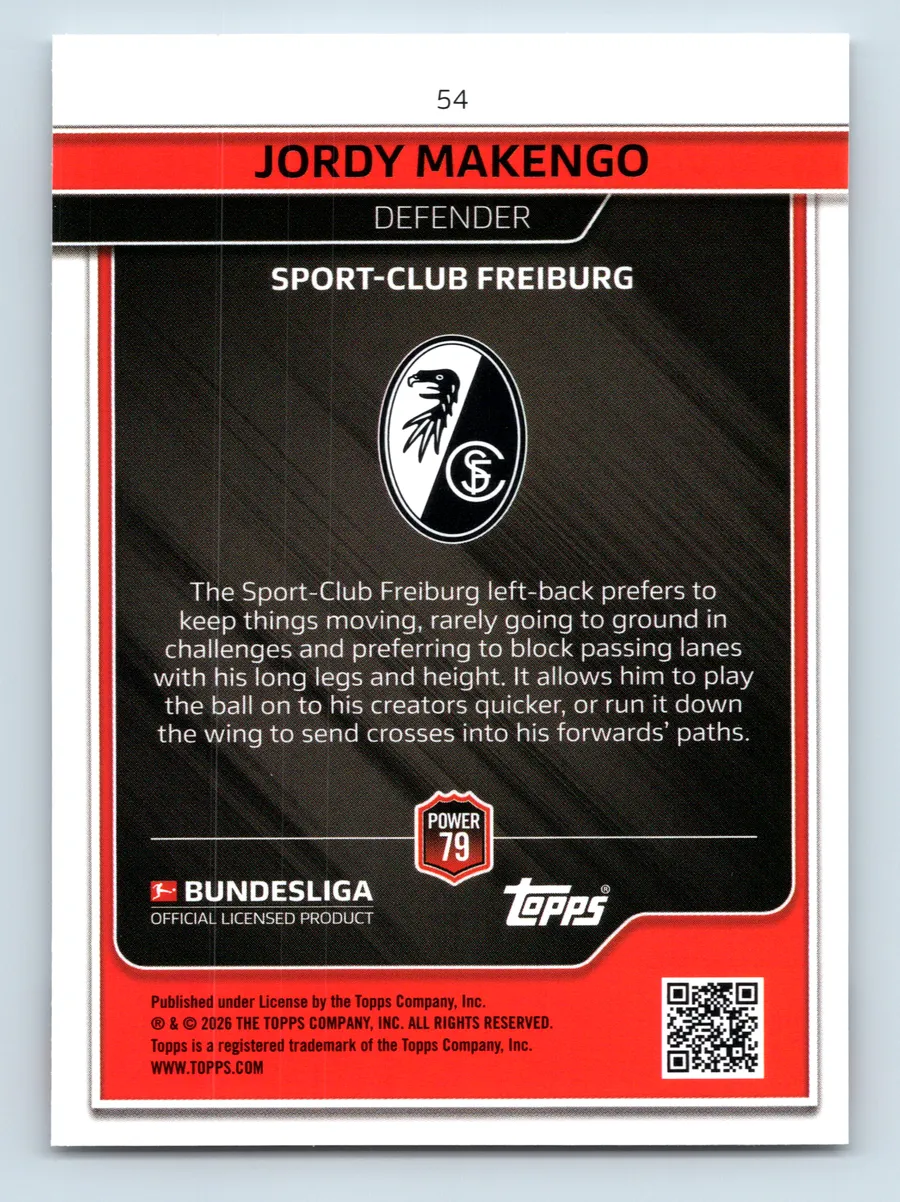 54
JORDY MAKENGO
DEFENDER
SPORT-CLUB FREIBURG
SFC
The Sport-Club Freiburg left-back prefers to
keep things moving, rarely going to ground in
challenges and preferring to block passing lanes
with his long legs and height. It allows him to play
the ball on to his creators quicker, or run it down
the wing to send crosses into his forwards' paths.
POWER
79
BUNDESLIGA
OFFICIAL LICENSED PRODUCT
topps®
Published under License by the Topps Company, Inc.
® & © 2026 THE TOPPS COMPANY, INC. ALL RIGHTS RESERVED.
Topps is a registered trademark of the Topps Company, Inc.
WWW.TOPPS.COM